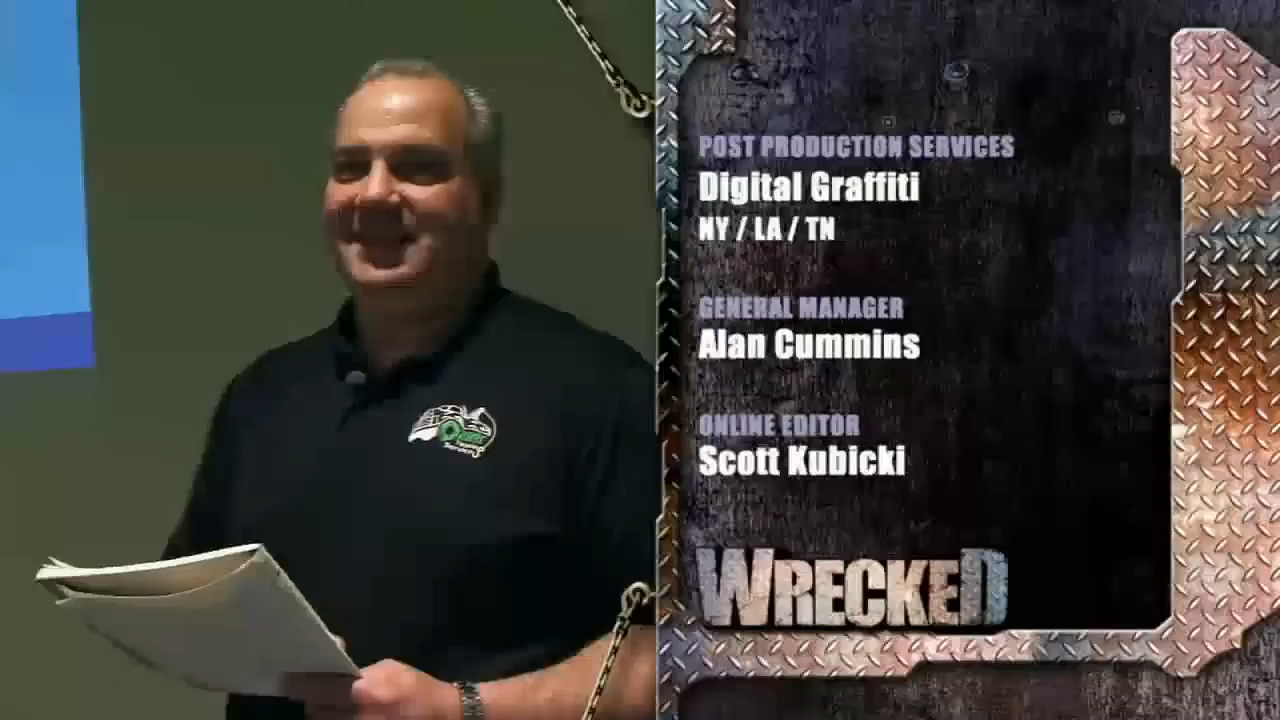 POST PRODUCTION SERVICES
Digital Graffiti
NY / LA / TN
GENERAL MANAGER
Alan Cummins
ONLINE EDITOR
Scott Kubicki
WRECKED